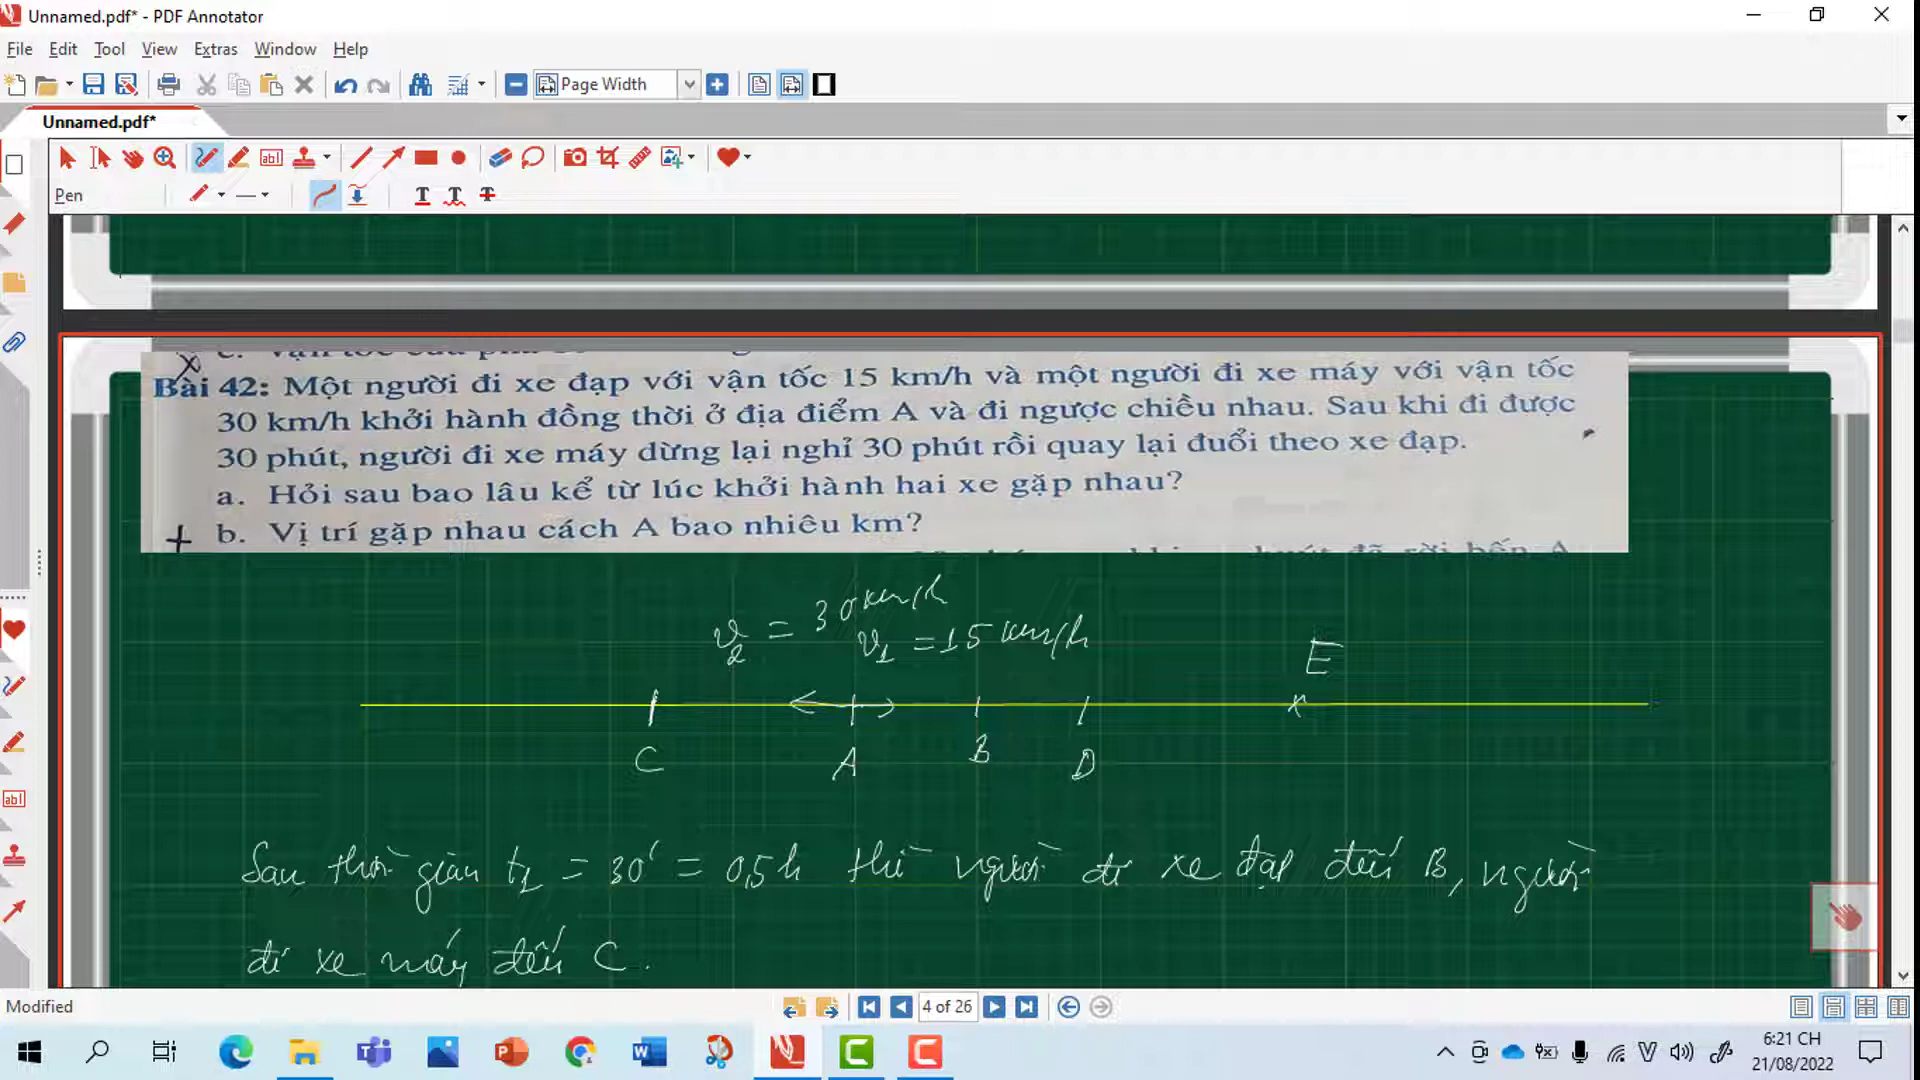 Unnamed.pdf* - PDF Annotator
File Edit Tool View Extras Window Help
Page Width
Unnamed.pdf*
Pen
Bài 42: Một người đi xe đạp với vận tốc 15 km/h và một người đi xe máy với vận tốc
30 km/h khởi hành đồng thời ở địa điểm A và đi ngược chiều nhau. Sau khi đi được
30 phút, người đi xe máy dừng lại nghỉ 30 phút rồi quay lại đuổi theo xe đạp.
a. Hỏi sau bao lâu kể từ lúc khởi hành hai xe gặp nhau?
b. Vị trí gặp nhau cách A bao nhiêu km?
v2 = 30km/h
v1 = 15 km/h
E
C A B D
Sau thời gian t1 = 30' = 0,5h thì người đi xe đạp đến B, người
đi xe máy đến C.
Modified
4 of 26
6:21 CH
21/08/2022